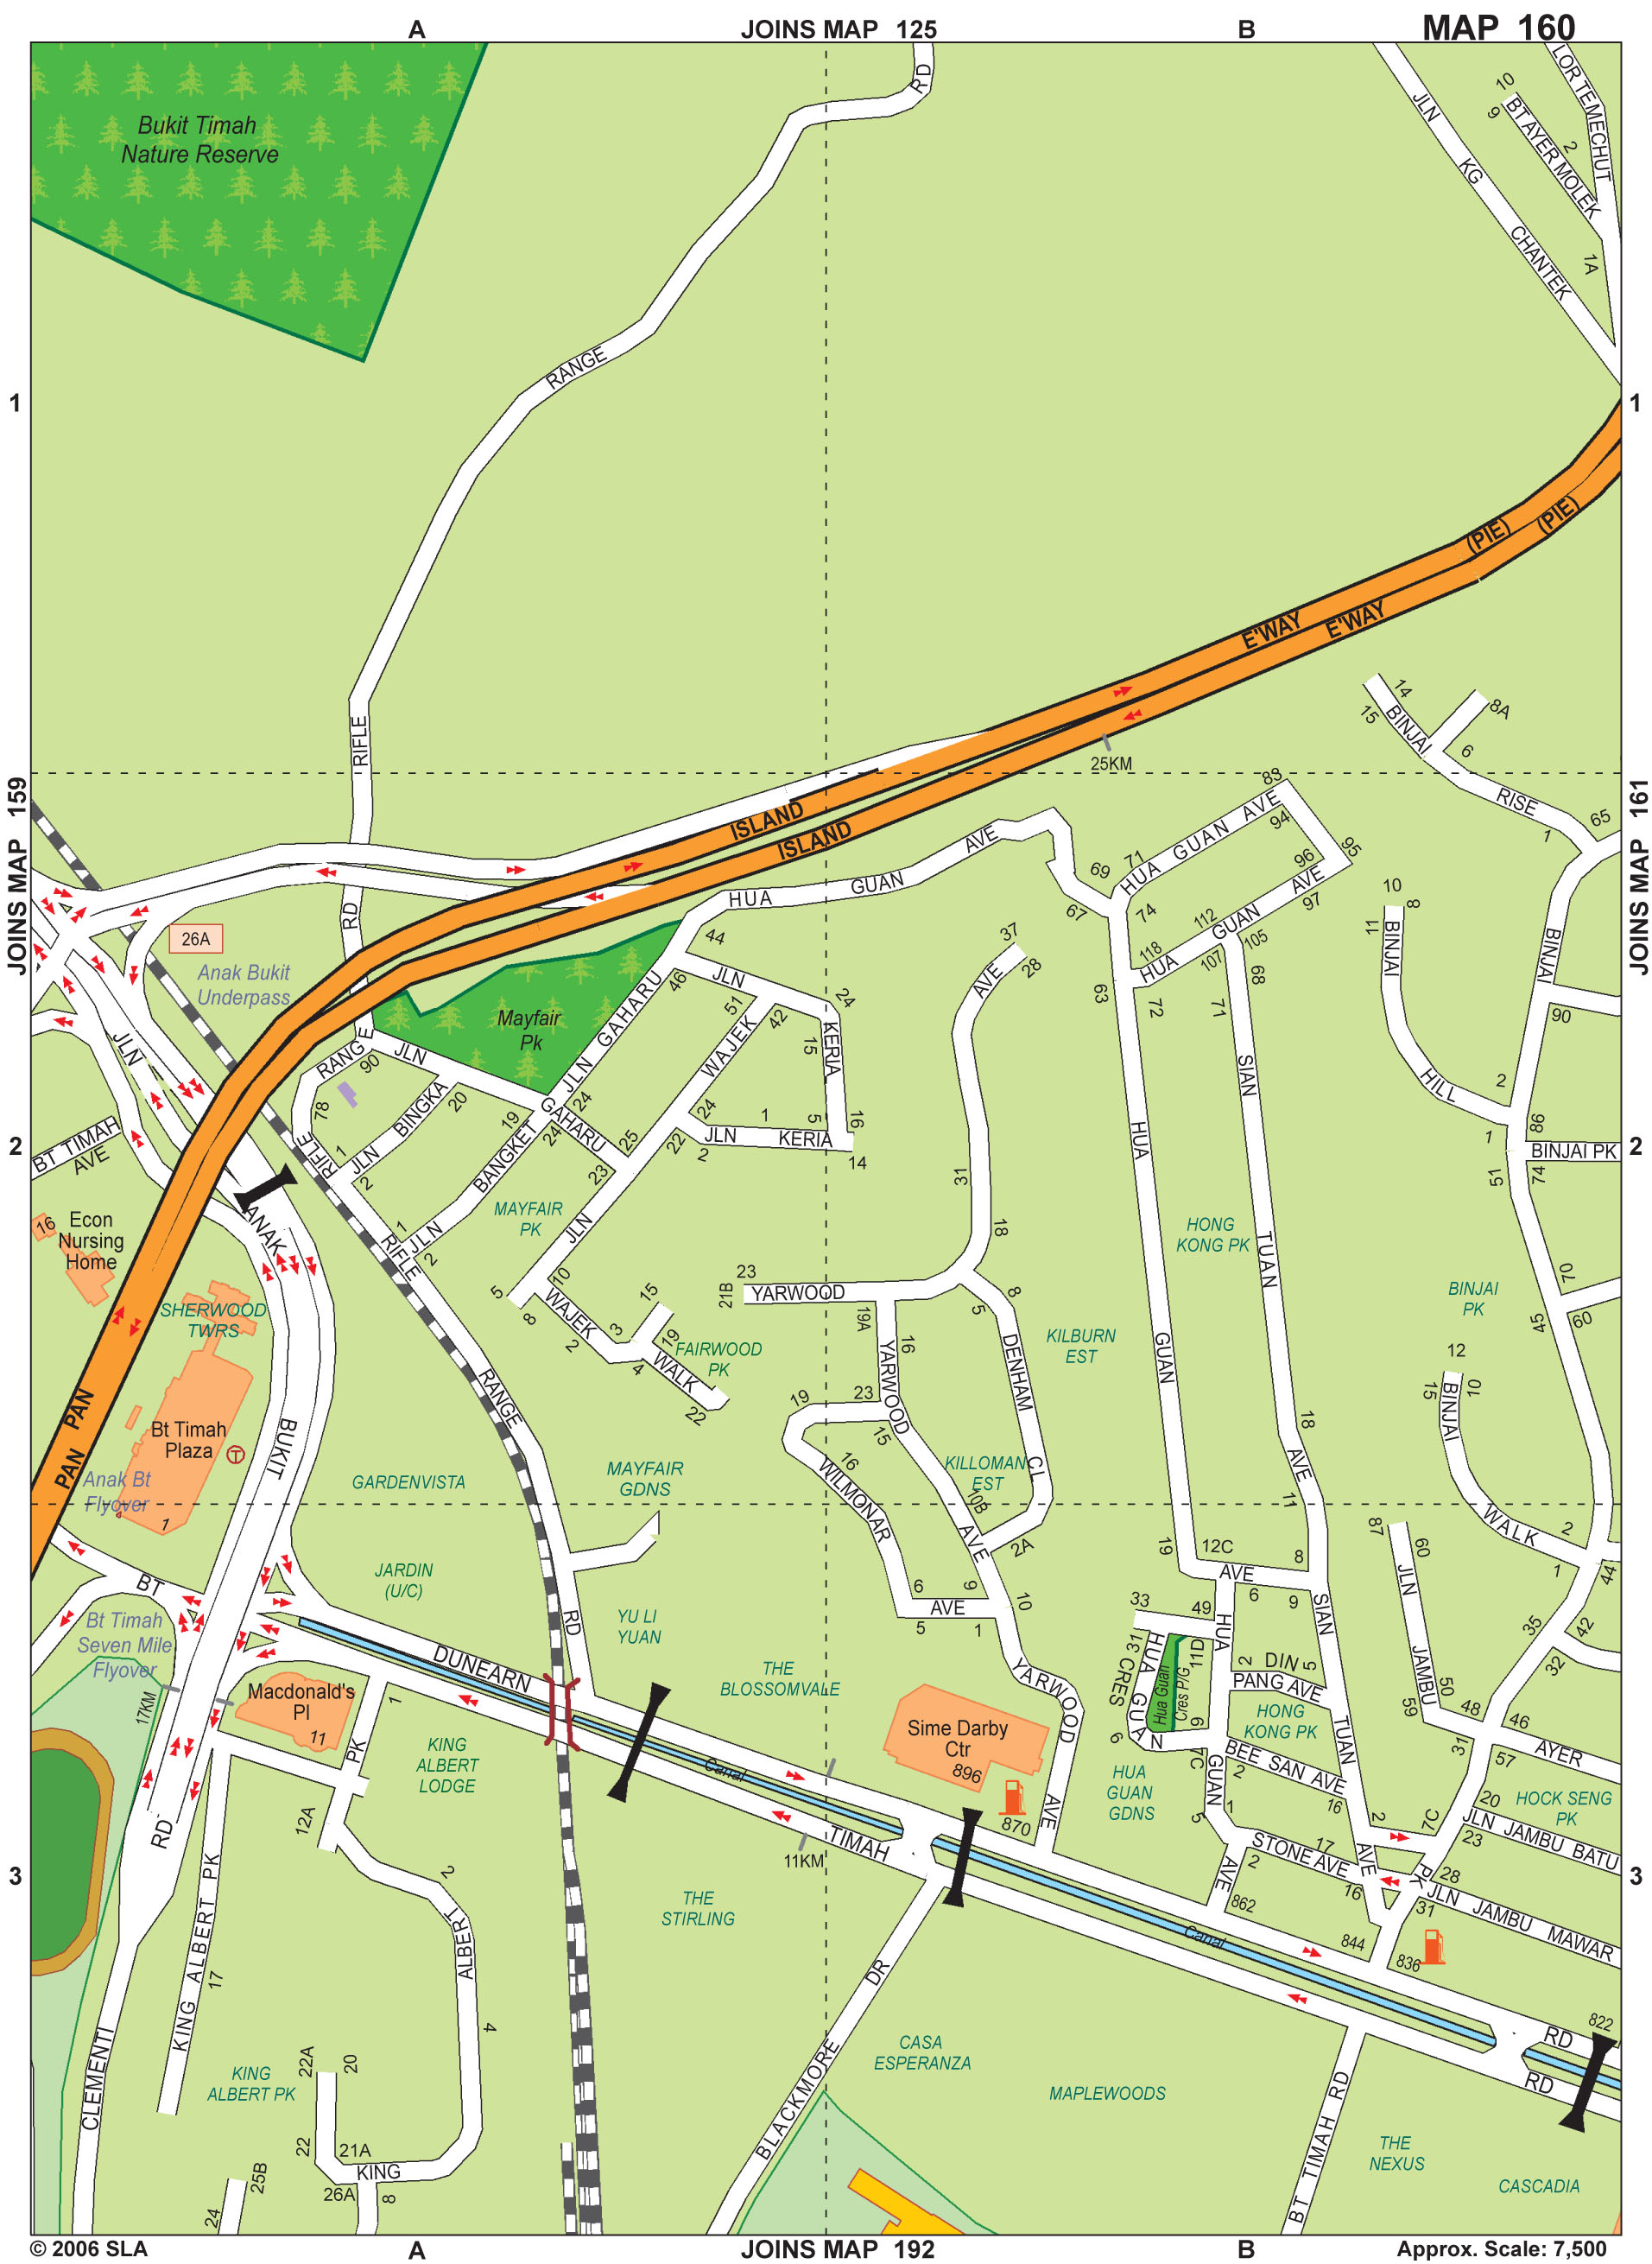 A
JOINS MAP 125
B
MAP 160
RD
LOR TEMECHUT
10
9
BT AYER MOLEK
2
1A
JLN
KG
CHANTEK
Bukit Timah
Nature Reserve
RANGE
1
1
(PIE)
(PIE)
E'WAY
E'WAY
RIFLE
25KM
14
15
BINJAI
8A
6
RISE
1
65
JOINS MAP 159
JOINS MAP 161
ISLAND
ISLAND
HUA
GUAN
AVE
69
71
67
HUA GUAN AVE
83
94
95
96
AVE
97
GUAN
112
118
107
105
HUA
74
63
72
71
68
10
8
11
BINJAI
HILL
2
1
BINJAI
90
86
BINJAI PK
51
74
RD
26A
Anak Bukit
Underpass
JLN
RANGE
90
78
RIFLE
JLN
Mayfair
Pk
44
46
JLN
GAHARU
JLN
24
51
WAJEK
42
24
15
KERIA
24
1
5
16
JLN
KERIA
2
14
22
25
23
GAHARU
24
19
BINGKA
20
JLN
1
2
BANGKET
JLN
1
2
RIFLE
MAYFAIR
PK
JLN
5
8
10
WAJEK
2
3
4
15
19
WALK
22
FAIRWOOD
PK
37
28
AVE
31
18
23
21B
YARWOOD
19A
16
YARWOOD
23
19
15
16
WILMONAR
5
8
DENHAM
CL
KILLOMAN
EST
10B
AVE
2A
KILBURN
EST
HUA
GUAN
HONG
KONG PK
SIAN
TUAN
AVE
18
11
BINJAI
PK
70
60
45
12
10
15
BINJAI
WALK
2
1
44
2
2
BT TIMAH
AVE
16
Econ
Nursing
Home
ANAK
SHERWOOD
TWRS
PAN
PAN
Bt Timah
Plaza
T
BUKIT
Anak Bt
Flyover
1
RANGE
GARDENVISTA
MAYFAIR
GDNS
JARDIN
(U/C)
BT
Bt Timah
Seven Mile
Flyover
17KM
DUNEARN
RD
YU LI
YUAN
THE
BLOSSOMVALE
6
9
AVE
5
1
10
YARWOOD
AVE
Sime Darby
Ctr
896
870
19
12C
8
AVE
6
9
SIAN
33
49
31
HUA GUAN
CRES
Hua Guan
Cres P/G
11D
HUA
2
DIN
5
PANG AVE
HONG
KONG PK
9
6
7C
GUAN
BEE SAN AVE
2
16
TUAN
HUA
GUAN
GDNS
5
1
STONE AVE
17
2
16
AVE
862
AVE
2
7C
844
836
87
60
JLN
JAMBU
59
50
48
46
35
42
32
31
57
AYER
HOCK SENG
PK
20
JLN JAMBU BATU
23
PK
28
JLN JAMBU MAWAR
31
Macdonald's
Pl
11
1
PK
KING
ALBERT
LODGE
12A
RD
KING ALBERT PK
17
2
ALBERT
4
3
3
Canal
TIMAH
11KM
THE
STIRLING
Canal
BLACKMORE
DR
CASA
ESPERANZA
MAPLEWOODS
BT TIMAH RD
THE
NEXUS
CASCADIA
822
RD
RD
CLEMENTI
KING
ALBERT PK
22A
20
22
21A
KING
26A
8
25B
24
© 2006 SLA
A
JOINS MAP 192
B
Approx. Scale: 7,500